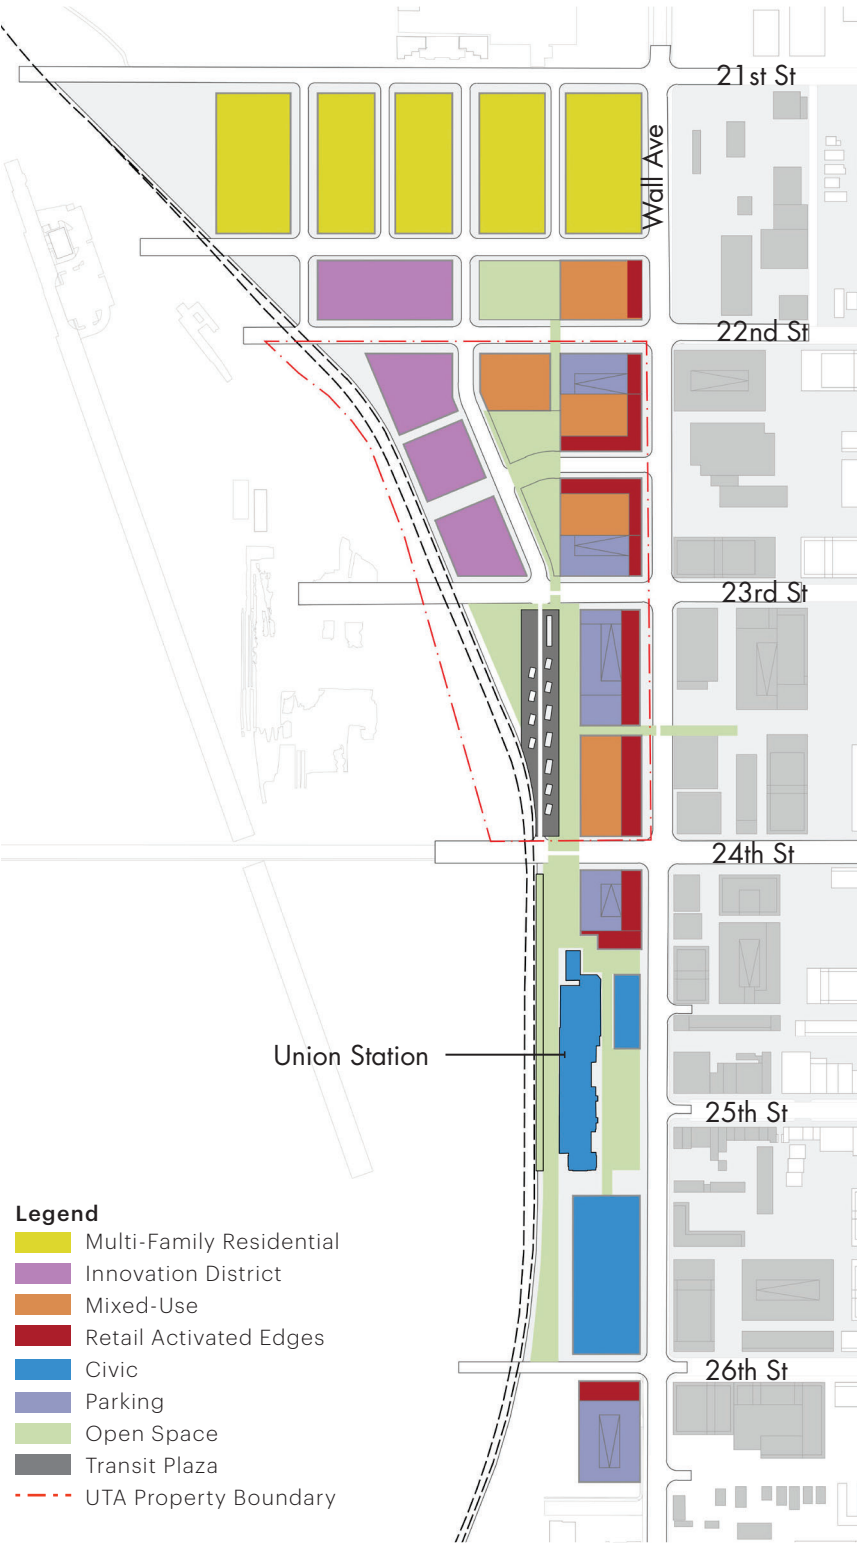 21st St
Wall Ave
22nd St
23rd St
24th St
Union Station
25th St
26th St
Legend
Multi-Family Residential
Innovation District
Mixed-Use
Retail Activated Edges
Civic
Parking
Open Space
Transit Plaza
UTA Property Boundary